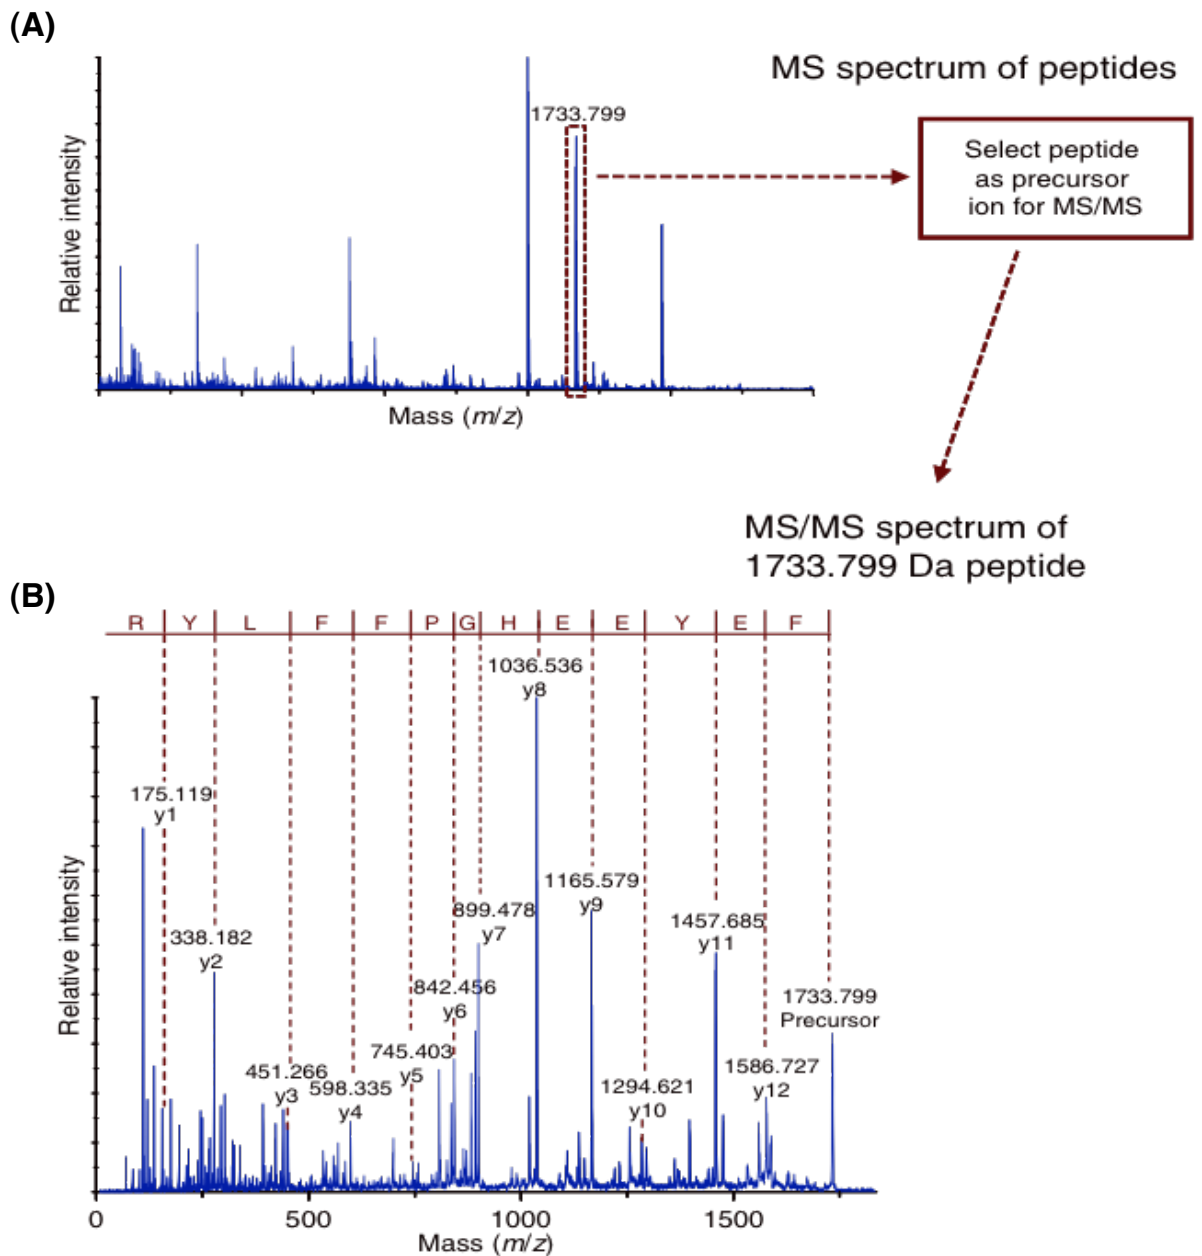 (A)
MS spectrum of peptides
1733.799
Select peptide
as precursor
ion for MS/MS
Relative intensity
Mass (m/z)
MS/MS spectrum of
1733.799 Da peptide
(B)
R Y L F F P G H E E Y E F
1036.536
y8
175.119
y1
1165.579
y9
899.478
y7
1457.685
y11
338.182
y2
842.456
y6
1733.799
Precursor
745.403
y5
1586.727
y12
451.266
y3
598.335
y4
1294.621
y10
Relative intensity
0 500 1000 1500
Mass (m/z)